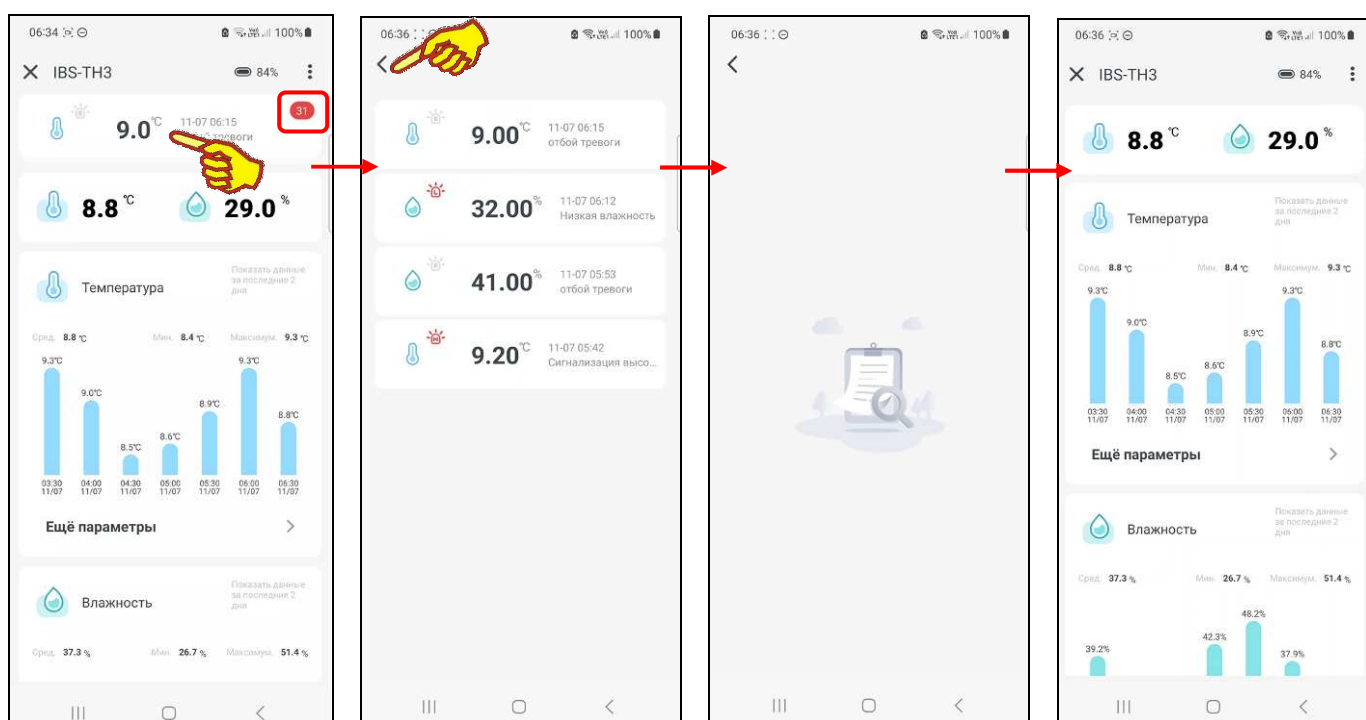 06:34
100%
IBS-TH3
84%
31
9.0 °C
11-07 06:15
тревоги
8.8 °C
29.0 %
Температура
Показать данные
за последние 2
дня
Сред. 8.8 °C
Мин. 8.4 °C
Максимум. 9.3 °C
9.3°C
9.0°C
8.5°C
8.6°C
8.9°C
9.3°C
8.8°C
03:30 04:00 04:30 05:00 05:30 06:00 06:30
11/07 11/07 11/07 11/07 11/07 11/07 11/07
Ещё параметры
Влажность
Показать данные
за последние 2
дня
Сред. 37.3 %
Мин. 26.7 %
Максимум. 51.4 %
06:36
100%
9.00 °C
11-07 06:15
отбой тревоги
32.00 %
11-07 06:12
Низкая влажность
41.00 %
11-07 05:53
отбой тревоги
9.20 °C
11-07 05:42
Сигнализация высо...
06:36
100%
06:36
100%
IBS-TH3
84%
8.8 °C
29.0 %
Температура
Показать данные
за последние 2
дня
Сред. 8.8 °C
Мин. 8.4 °C
Максимум. 9.3 °C
9.3°C
9.0°C
8.5°C
8.6°C
8.9°C
9.3°C
8.8°C
03:30 04:00 04:30 05:00 05:30 06:00 06:30
11/07 11/07 11/07 11/07 11/07 11/07 11/07
Ещё параметры
Влажность
Показать данные
за последние 2
дня
Сред. 37.3 %
Мин. 26.7 %
Максимум. 51.4 %
39.2%
42.3%
48.2%
37.9%